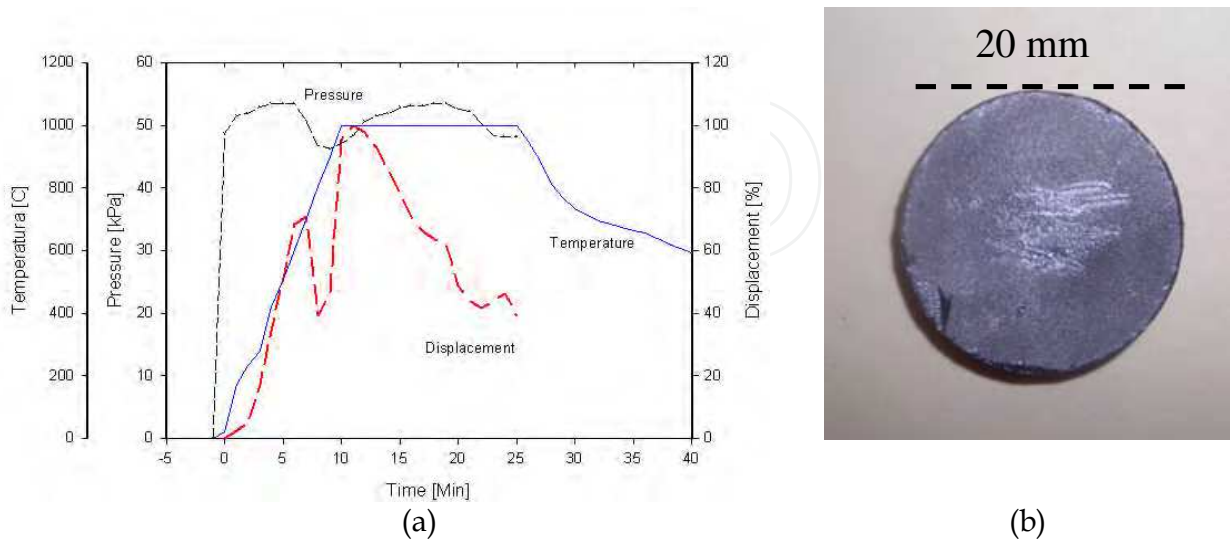 1200
1000
800
600
400
200
0
Temperatura [C]
60
50
40
30
20
10
0
Pressure [kPa]
Pressure
Temperature
Displacement
120
100
80
60
40
20
0
Displacement [%]
-5 0 5 10 15 20 25 30 35 40
Time [Min]
(a)
20 mm
(b)